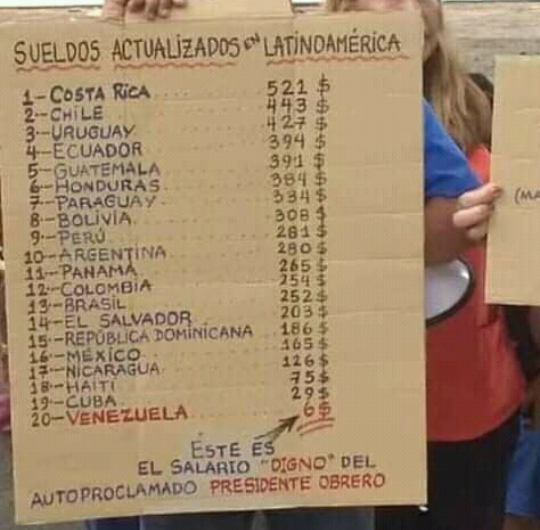 SUELDOS ACTUALIZADOS EN LATINOAMÉRICA
1-COSTA RICA........ 521 $
2-CHILE........ 443 $
3-URUGUAY........ 427 $
4-ECUADOR........ 394 $
5-GUATEMALA........ 391 $
6-HONDURAS........ 384 $
7-PARAGUAY........ 334 $
8-BOLIVIA........ 308 $
9-PERÚ........ 281 $
10-ARGENTINA........ 280 $
11-PANAMÁ........ 265 $
12-COLOMBIA........ 254 $
13-BRASIL........ 252 $
14-EL SALVADOR........ 203 $
15-REPÚBLICA DOMINICANA........ 186 $
16-MÉXICO........ 165 $
17-NICARAGUA........ 126 $
18-HAITÍ........ 75 $
19-CUBA........ 29 $
20-VENEZUELA........ 6 $
ÉSTE ES
EL SALARIO "DIGNO" DEL
AUTOPROCLAMADO PRESIDENTE OBRERO
(MA